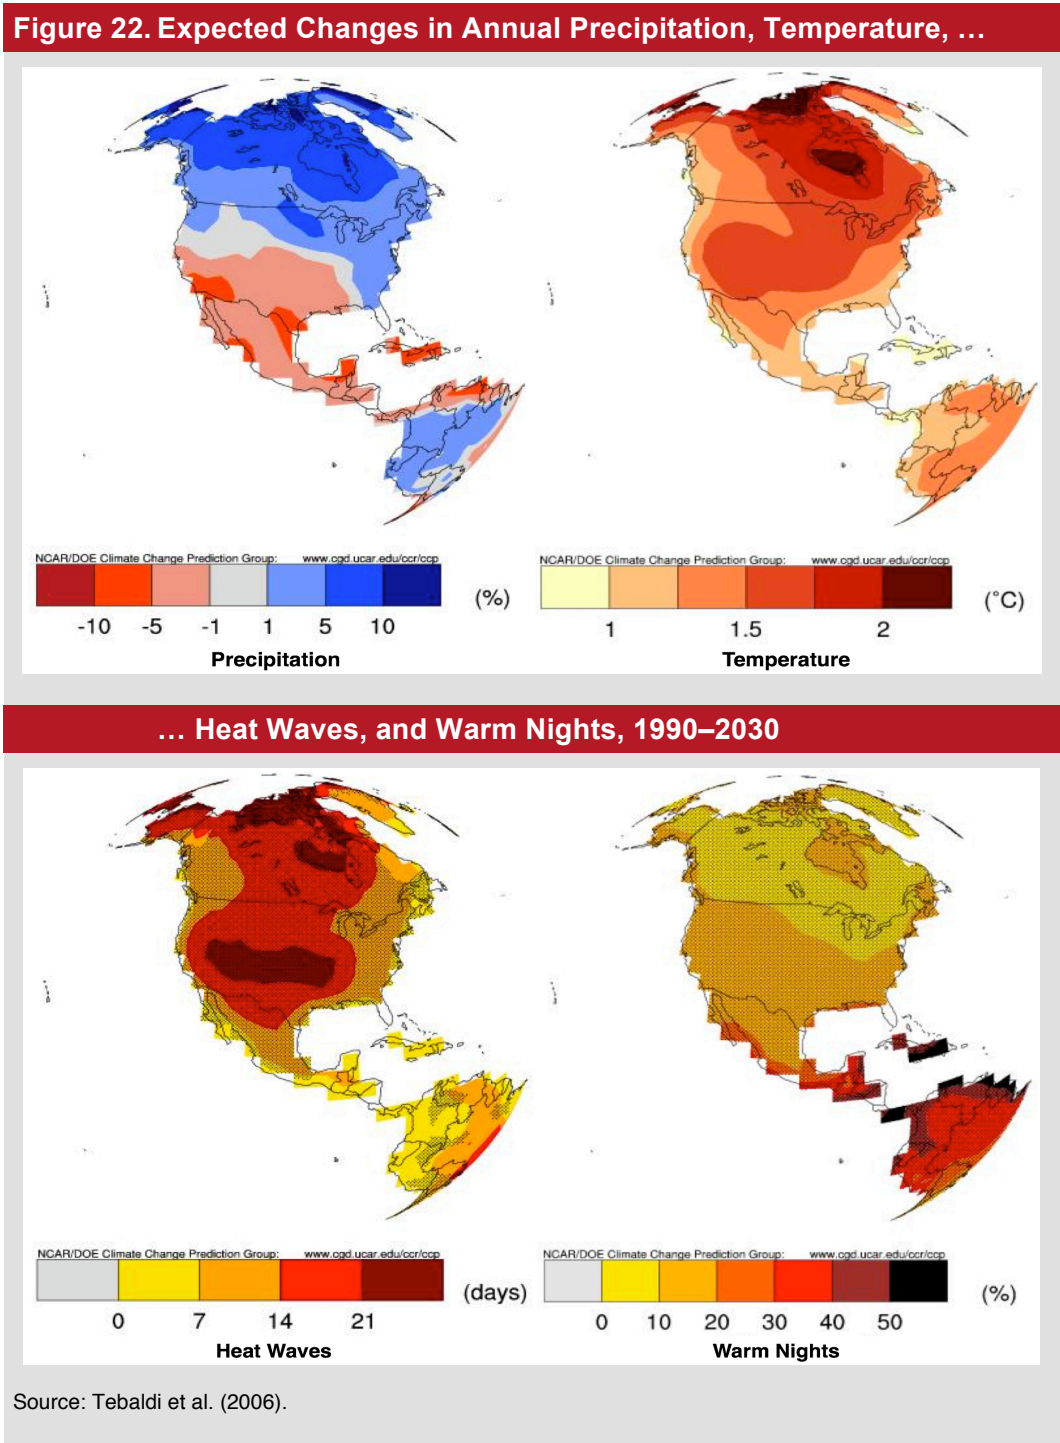 Figure 22. Expected Changes in Annual Precipitation, Temperature, …
NCAR/DOE Climate Change Prediction Group: www.cgd.ucar.edu/ccr/ccp
(%)
-10 -5 -1 1 5 10
Precipitation
NCAR/DOE Climate Change Prediction Group: www.cgd.ucar.edu/ccr/ccp
(°C)
1 1.5 2
Temperature
… Heat Waves, and Warm Nights, 1990–2030
NCAR/DOE Climate Change Prediction Group: www.cgd.ucar.edu/ccr/ccp
(days)
0 7 14 21
Heat Waves
NCAR/DOE Climate Change Prediction Group: www.cgd.ucar.edu/ccr/ccp
(%)
0 10 20 30 40 50
Warm Nights
Source: Tebaldi et al. (2006).